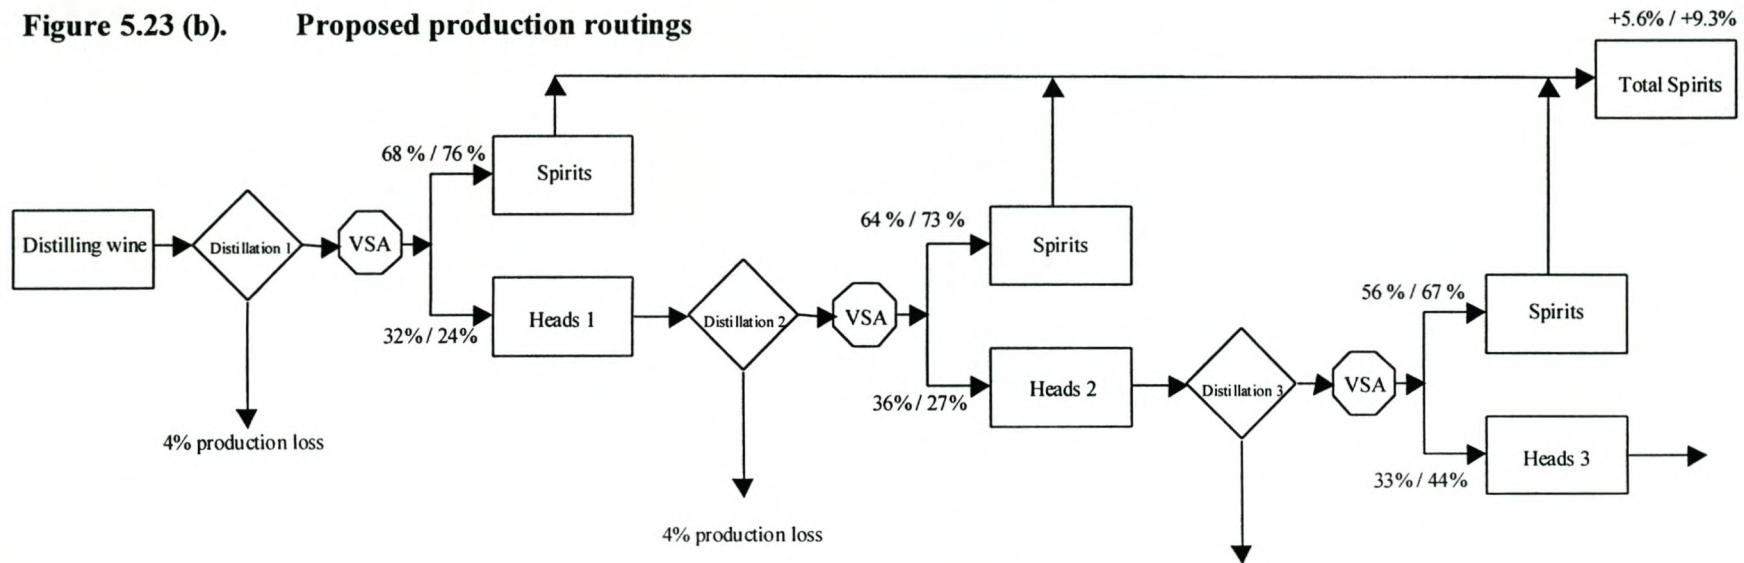 Figure 5.23 (b). Proposed production routings
+5.6% / +9.3%
Total Spirits
68 % / 76 %
Spirits
Distilling wine
Distillation 1
VSA
32% / 24%
Heads 1
4% production loss
64 % / 73 %
Spirits
Distillation 2
VSA
36% / 27%
Heads 2
4% production loss
56 % / 67 %
Spirits
Distillation 3
VSA
33% / 44%
Heads 3